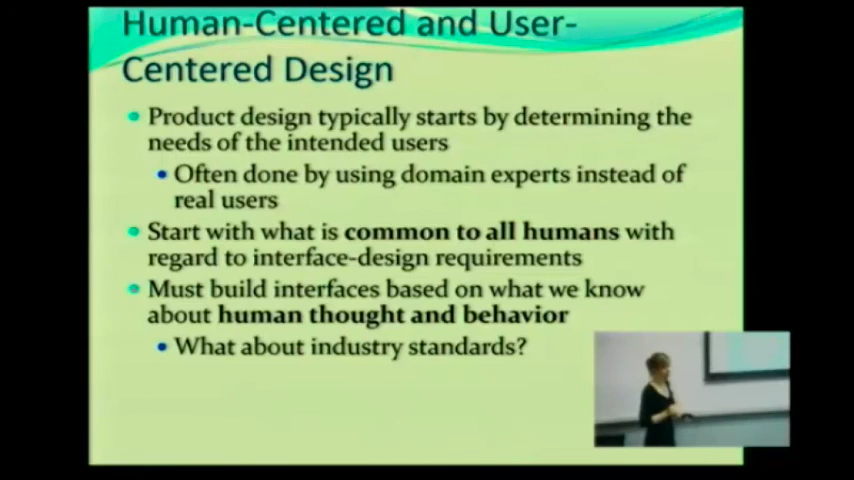 Human-Centered and User-
Centered Design
Product design typically starts by determining the
needs of the intended users
Often done by using domain experts instead of
real users
Start with what is common to all humans with
regard to interface-design requirements
Must build interfaces based on what we know
about human thought and behavior
What about industry standards?